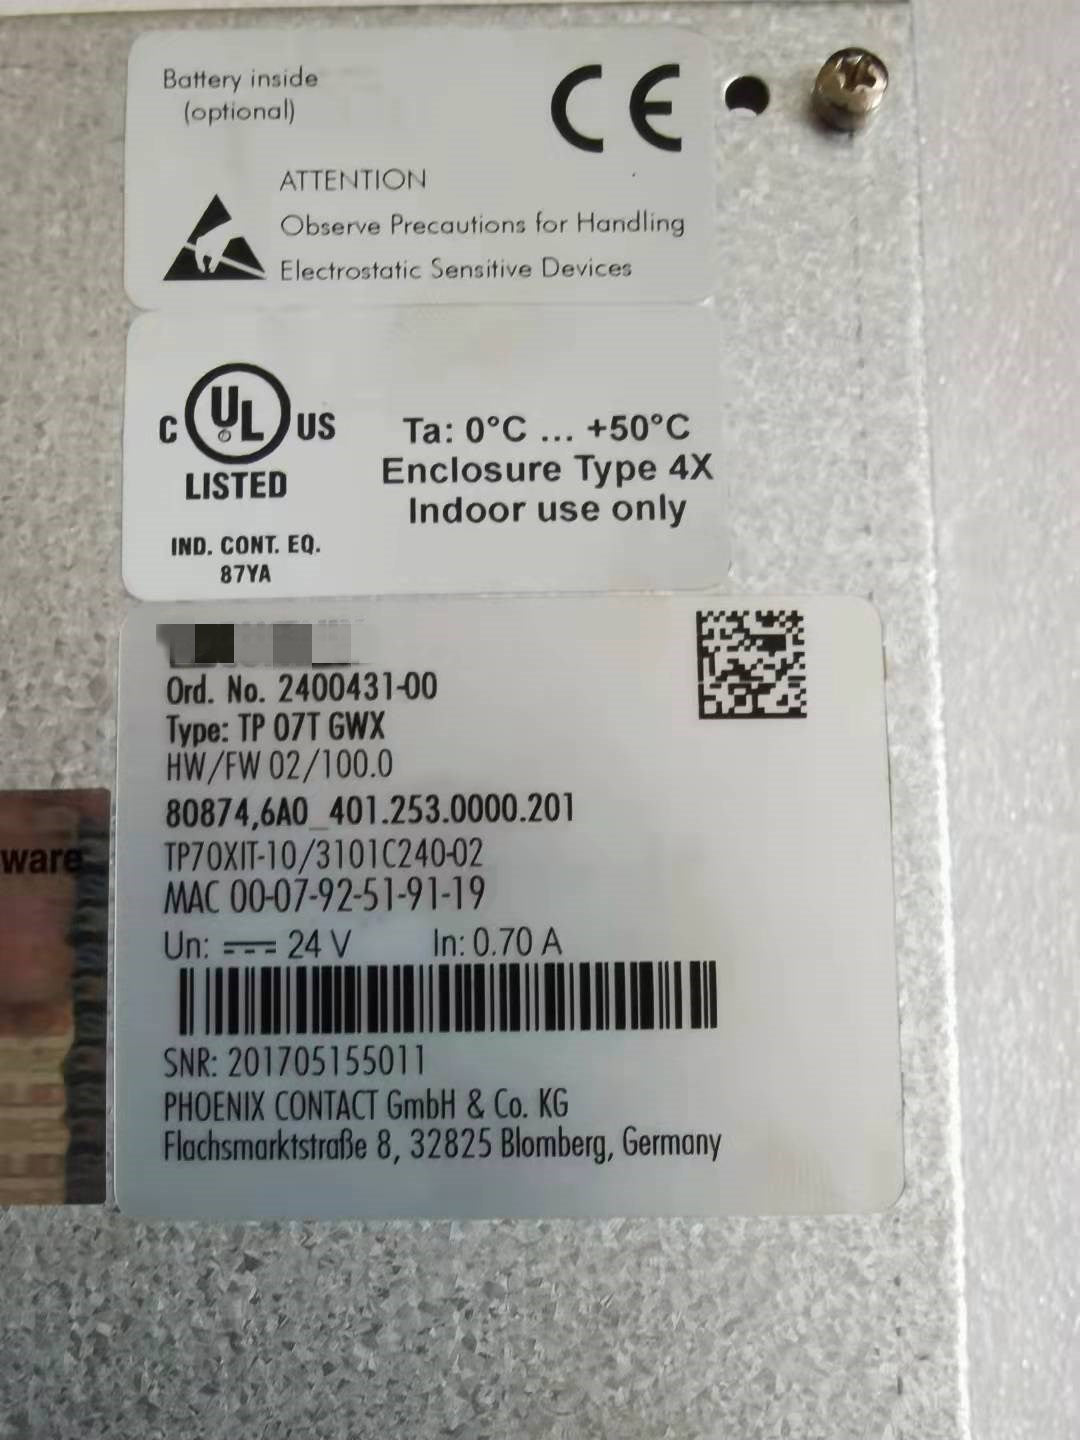 Battery inside
(optional)
CE
ATTENTION
Observe Precautions for Handling
Electrostatic Sensitive Devices
C UL US
LISTED
IND. CONT. EQ.
87YA
Ta: 0°C ... +50°C
Enclosure Type 4X
Indoor use only
Ord. No. 2400431-00
Type: TP 07T GWX
HW/FW 02/100.0
80874,6A0_401.253.0000.201
TP70XIT-10/3101C240-02
MAC 00-07-92-51-91-19
Un: ⎓ 24 V In: 0.70 A
SNR: 201705155011
PHOENIX CONTACT GmbH & Co. KG
Flachsmarktstraße 8, 32825 Blomberg, Germany
ware